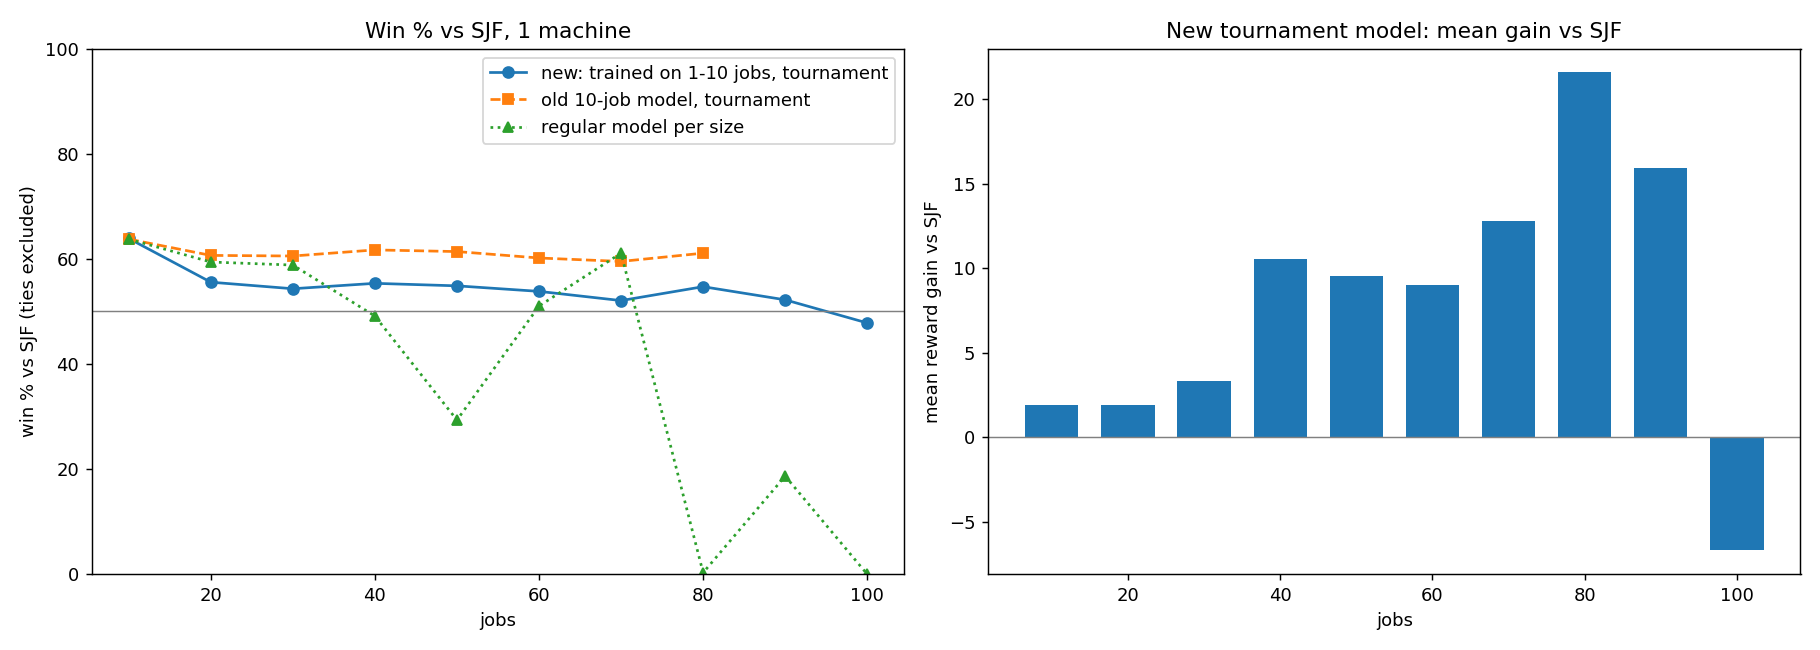 Win % vs SJF, 1 machine
100
80
60
40
20
0
win % vs SJF (ties excluded)
new: trained on 1-10 jobs, tournament
old 10-job model, tournament
regular model per size
20
40
60
80
100
jobs
New tournament model: mean gain vs SJF
20
15
10
5
0
−5
mean reward gain vs SJF
20
40
60
80
100
jobs